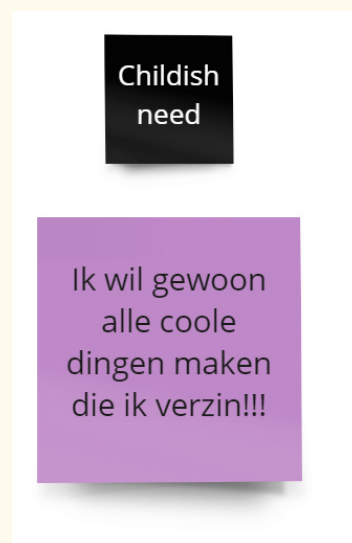 Childish
need
Ik wil gewoon
alle coole
dingen maken
die ik verzin!!!